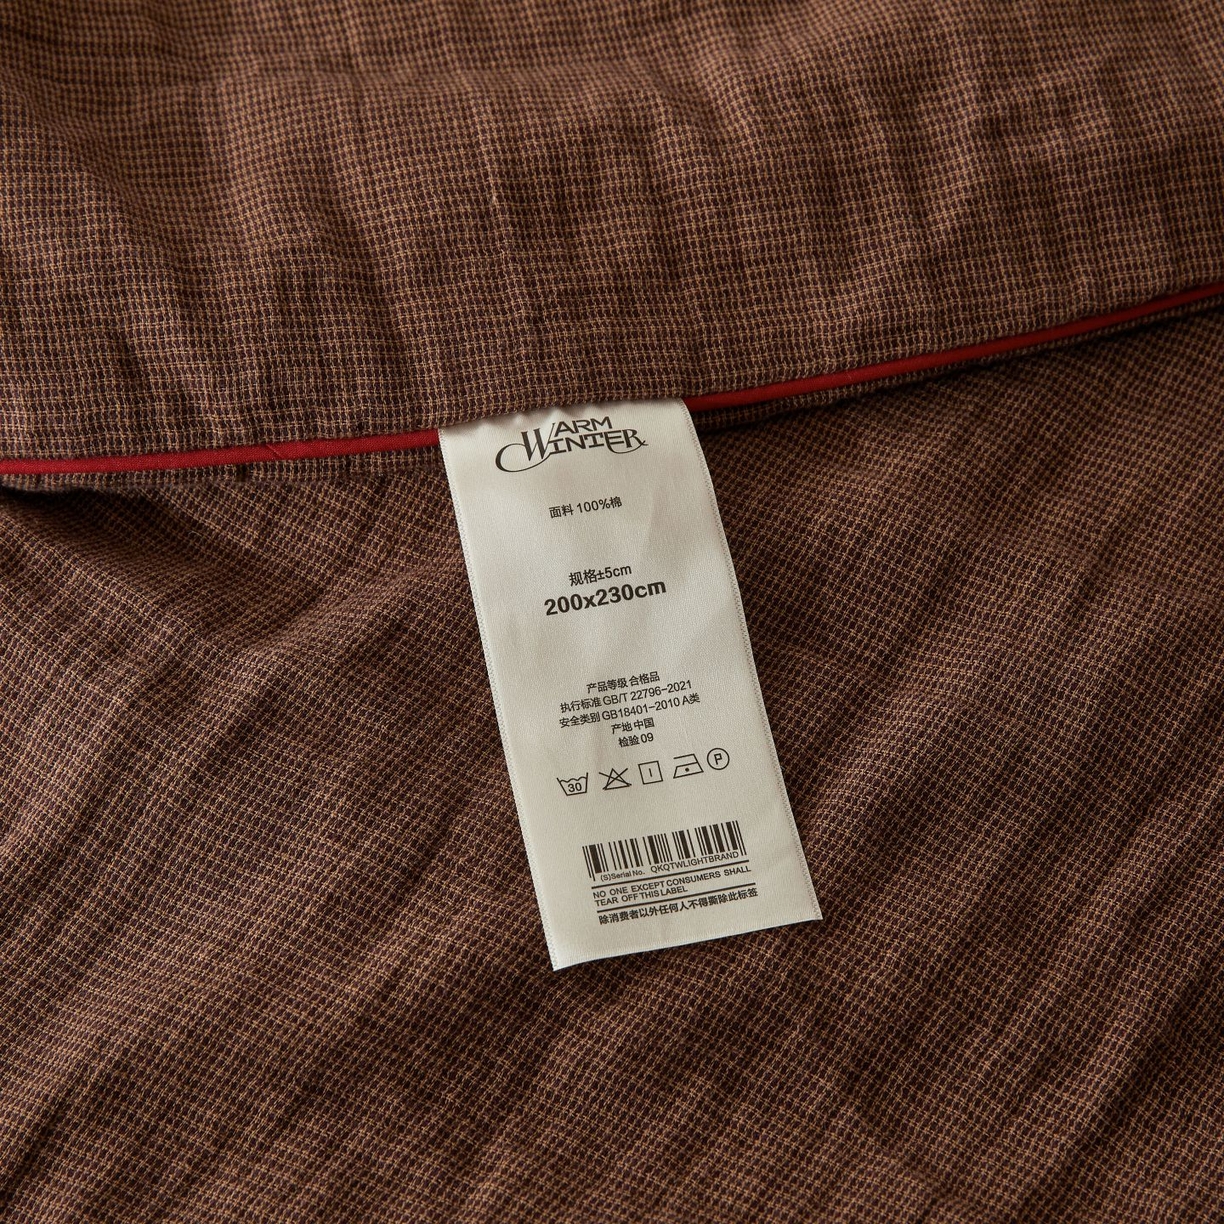 WARM
WINTER
面料 100%棉
规格±5cm
200x230cm
产品等级 合格品
执行标准 GB/T 22796-2021
安全类别 GB18401-2010 A类
产地 中国
检验 09
30
P
(S)Serial No. QKQTWLIGHTBRAND
NO ONE EXCEPT CONSUMERS SHALL
TEAR OFF THIS LABEL
除消费者以外任何人不得撕除此标签